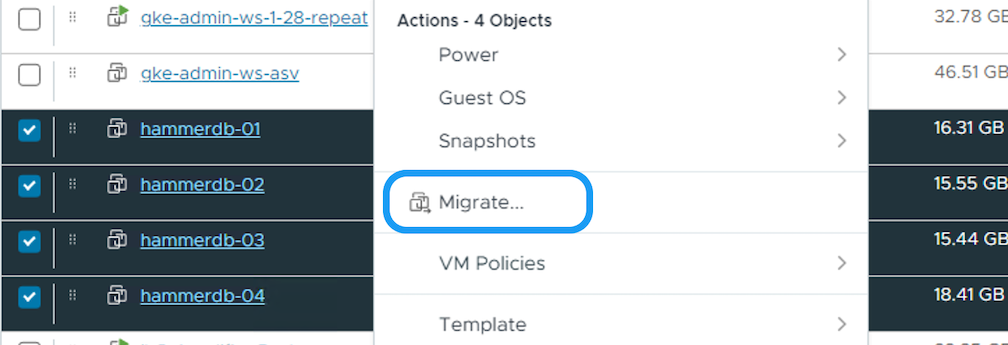 gke-admin-ws-1-28-repeat
Actions - 4 Objects
32.78 GB
Power
gke-admin-ws-asv
46.51 GB
Guest OS
hammerdb-01
Snapshots
16.31 GB
hammerdb-02
Migrate...
15.55 GB
hammerdb-03
VM Policies
15.44 GB
hammerdb-04
18.41 GB
Template